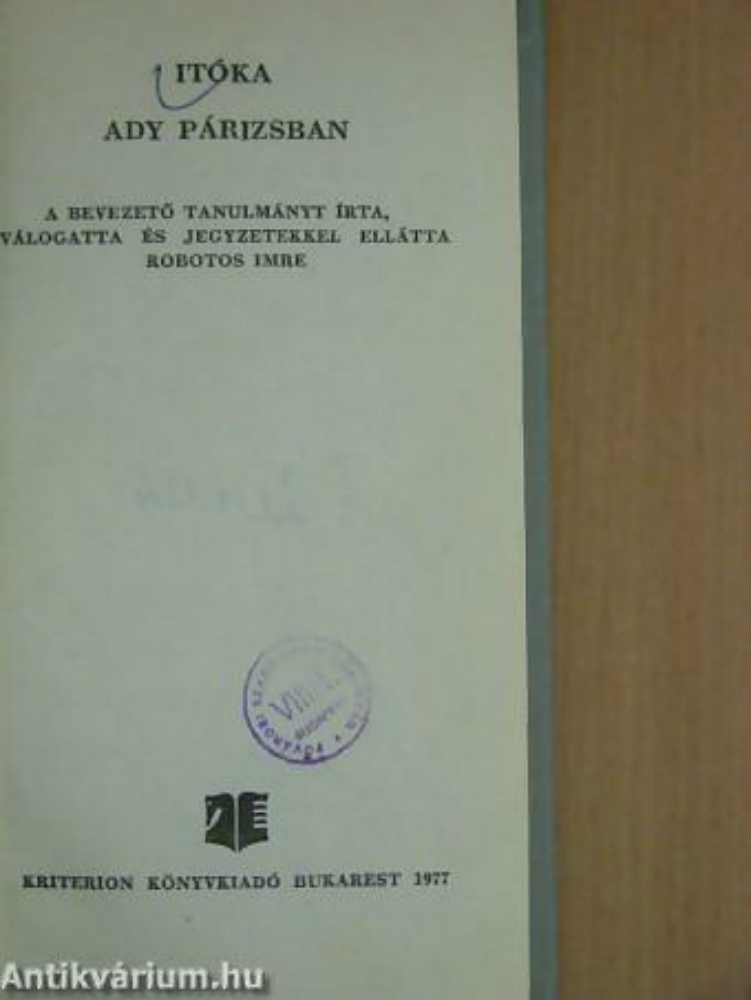 ITÓKA
ADY PÁRIZSBAN
A BEVEZETŐ TANULMÁNYT ÍRTA,
VÁLOGATTA ÉS JEGYZETEKKEL ELLÁTTA
ROBOTOS IMRE
KRITERION KÖNYVKIADÓ BUKAREST 1977
Antikvárium.hu